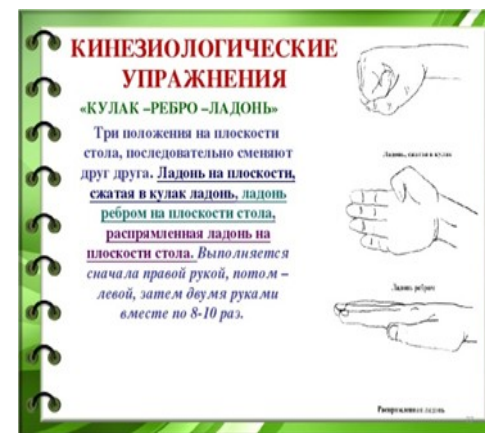 КИНЕЗИОЛОГИЧЕСКИЕ
УПРАЖНЕНИЯ
«КУЛАК –РЕБРО –ЛАДОНЬ»
Три положения на плоскости
стола, последовательно сменяют
друг друга. Ладонь на плоскости,
сжатая в кулак ладонь, ладонь
ребром на плоскости стола,
распрямленная ладонь на
плоскости стола. Выполняется
сначала правой рукой, потом –
левой, затем двумя руками
вместе по 8-10 раз.
Ладонь, сжатая в кулак
Ладонь ребром
Распрямленная ладонь